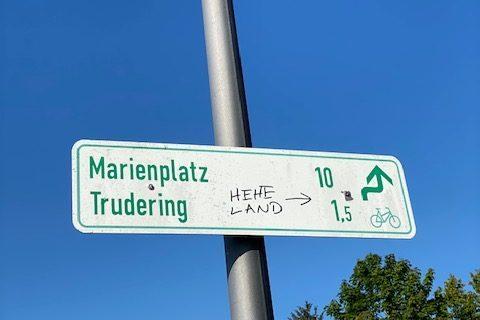 Marienplatz 10
Trudering 1,5
HEHE
LAND →